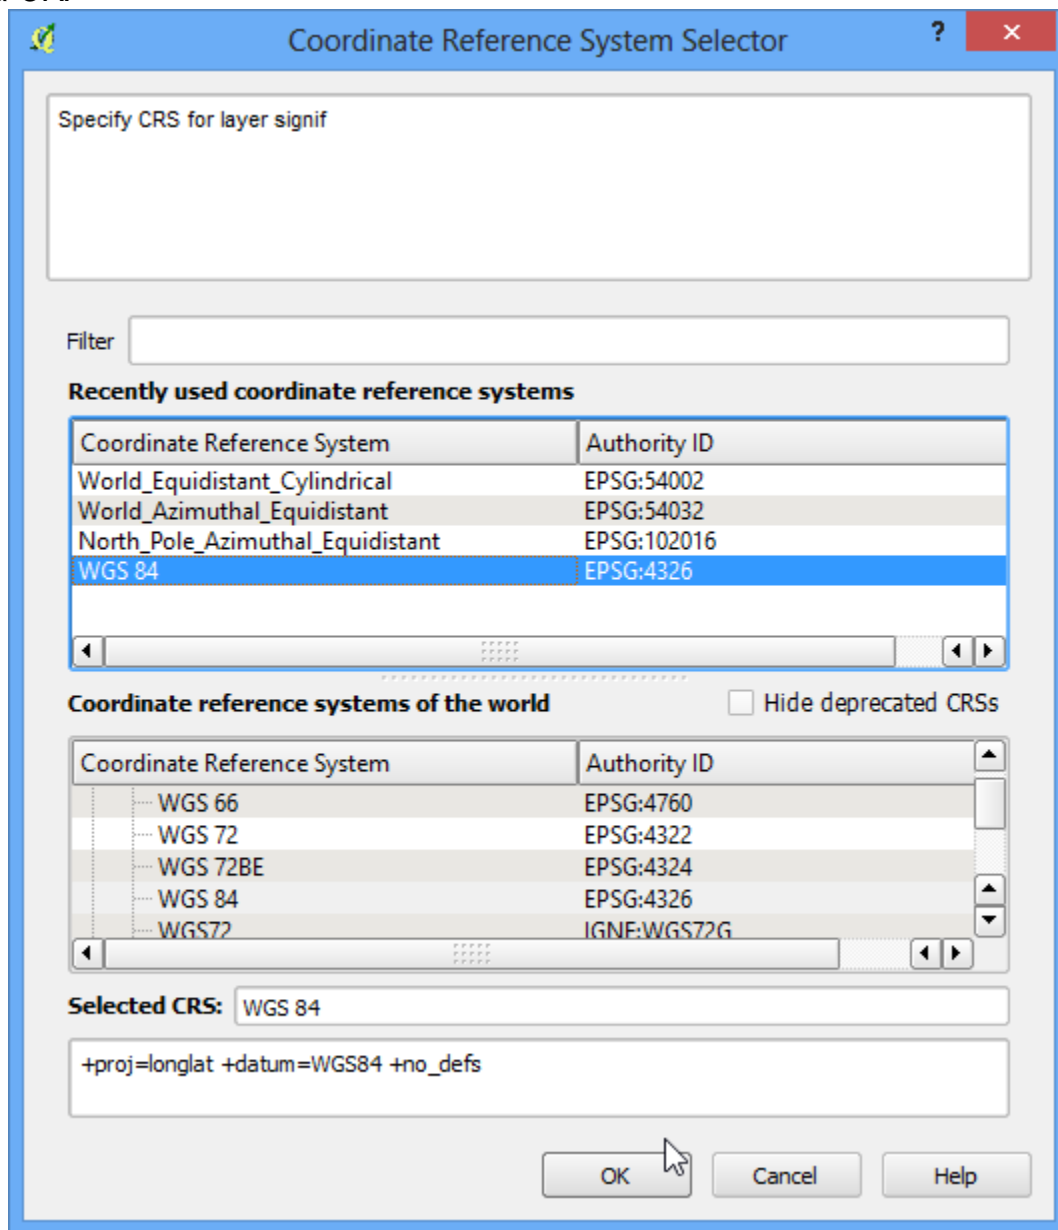 Coordinate Reference System Selector ? ×
Specify CRS for layer signif
Filter
Recently used coordinate reference systems
Coordinate Reference System Authority ID
World_Equidistant_Cylindrical EPSG:54002
World_Azimuthal_Equidistant EPSG:54032
North_Pole_Azimuthal_Equidistant EPSG:102016
WGS 84 EPSG:4326
Coordinate reference systems of the world Hide deprecated CRSs
Coordinate Reference System Authority ID
WGS 66 EPSG:4760
WGS 72 EPSG:4322
WGS 72BE EPSG:4324
WGS 84 EPSG:4326
WGS72 IGNF:WGS72G
Selected CRS: WGS 84
+proj=longlat +datum=WGS84 +no_defs
OK Cancel Help